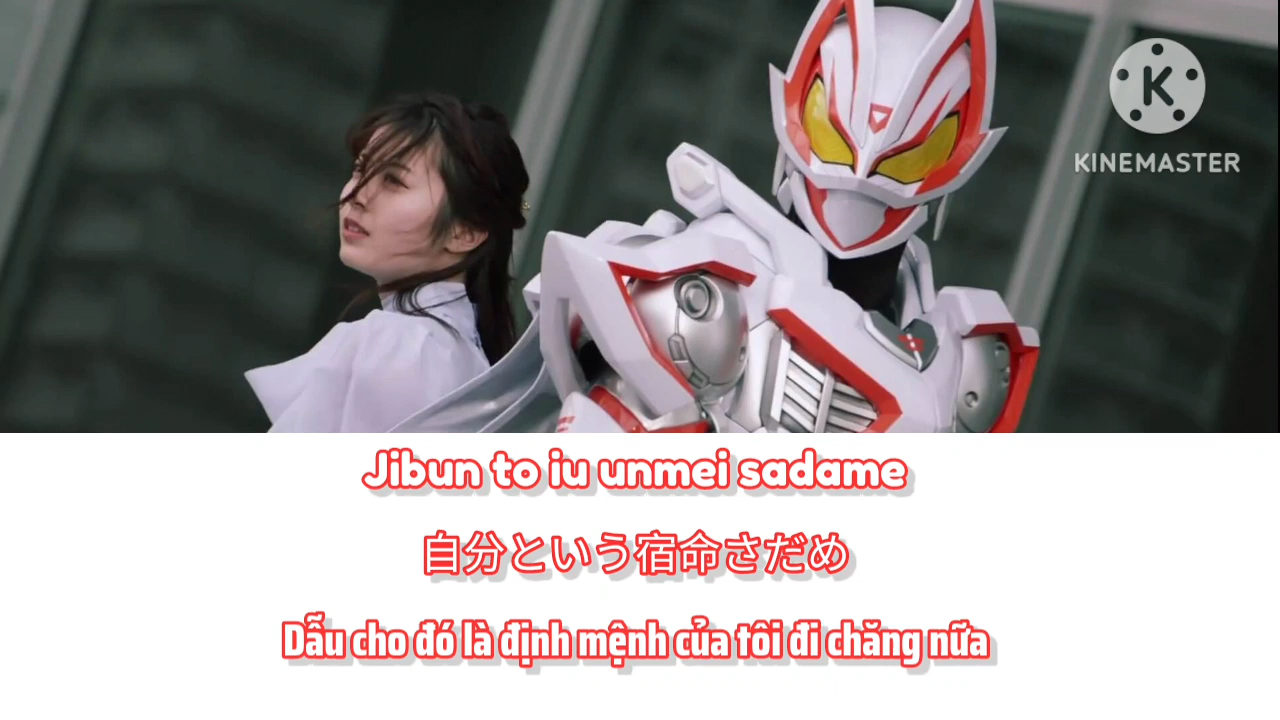 KINEMASTER
Jibun to iu unmei sadame
自分という宿命さだめ
Dẫu cho đó là định mệnh của tôi đi chăng nữa